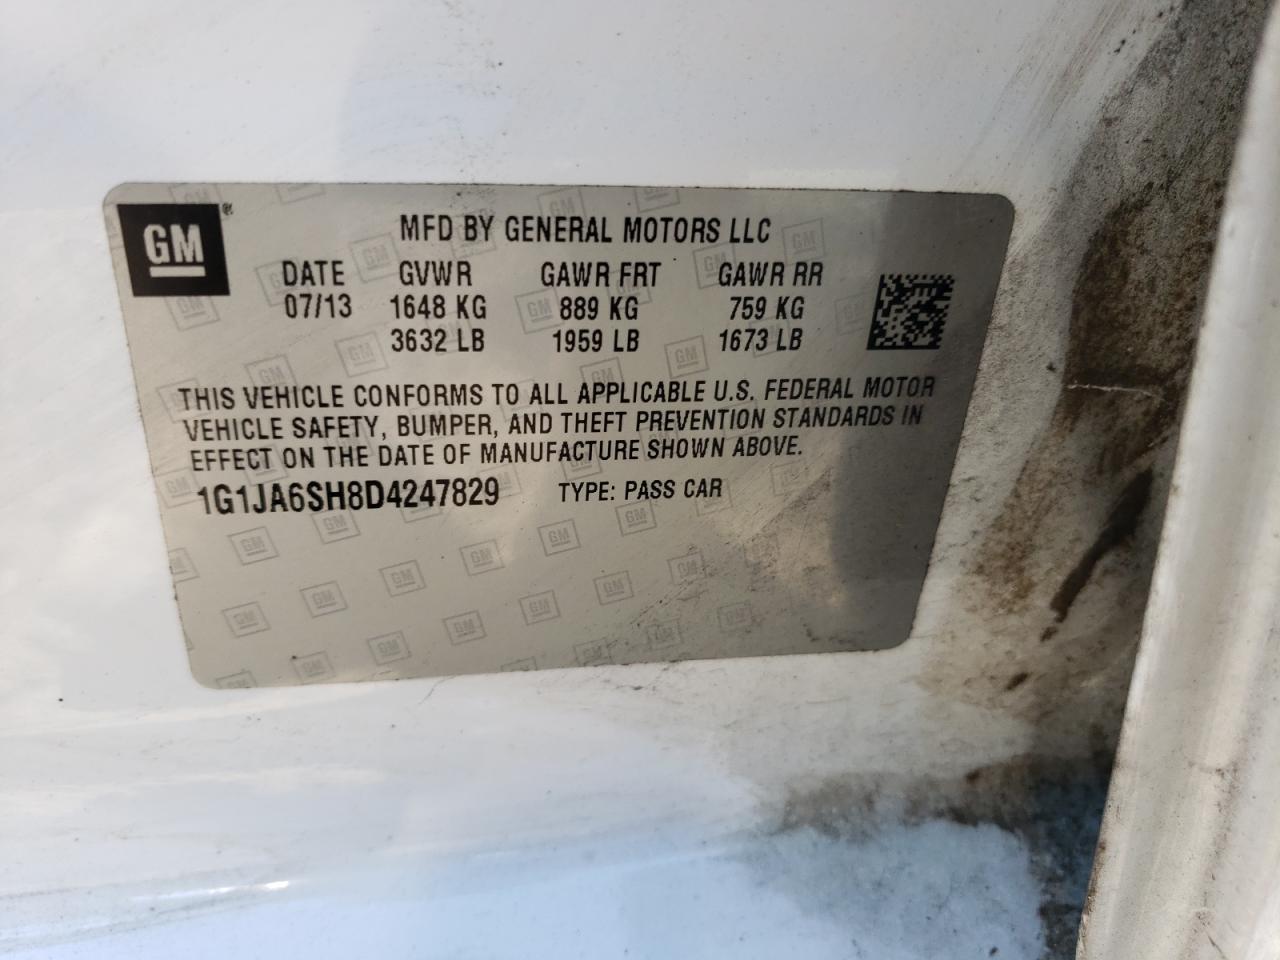 GM ®
MFD BY GENERAL MOTORS LLC
DATE GVWR GAWR FRT GAWR RR
07/13 1648 KG 889 KG 759 KG
3632 LB 1959 LB 1673 LB
THIS VEHICLE CONFORMS TO ALL APPLICABLE U.S. FEDERAL MOTOR
VEHICLE SAFETY, BUMPER, AND THEFT PREVENTION STANDARDS IN
EFFECT ON THE DATE OF MANUFACTURE SHOWN ABOVE.
1G1JA6SH8D4247829 TYPE: PASS CAR